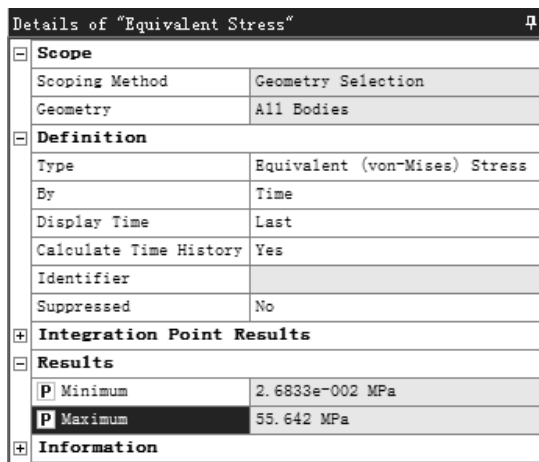 Details of "Equivalent Stress"
Scope
Scoping Method Geometry Selection
Geometry All Bodies
Definition
Type Equivalent (von-Mises) Stress
By Time
Display Time Last
Calculate Time History Yes
Identifier
Suppressed No
Integration Point Results
Results
P Minimum 2.6833e-002 MPa
P Maximum 55.642 MPa
Information